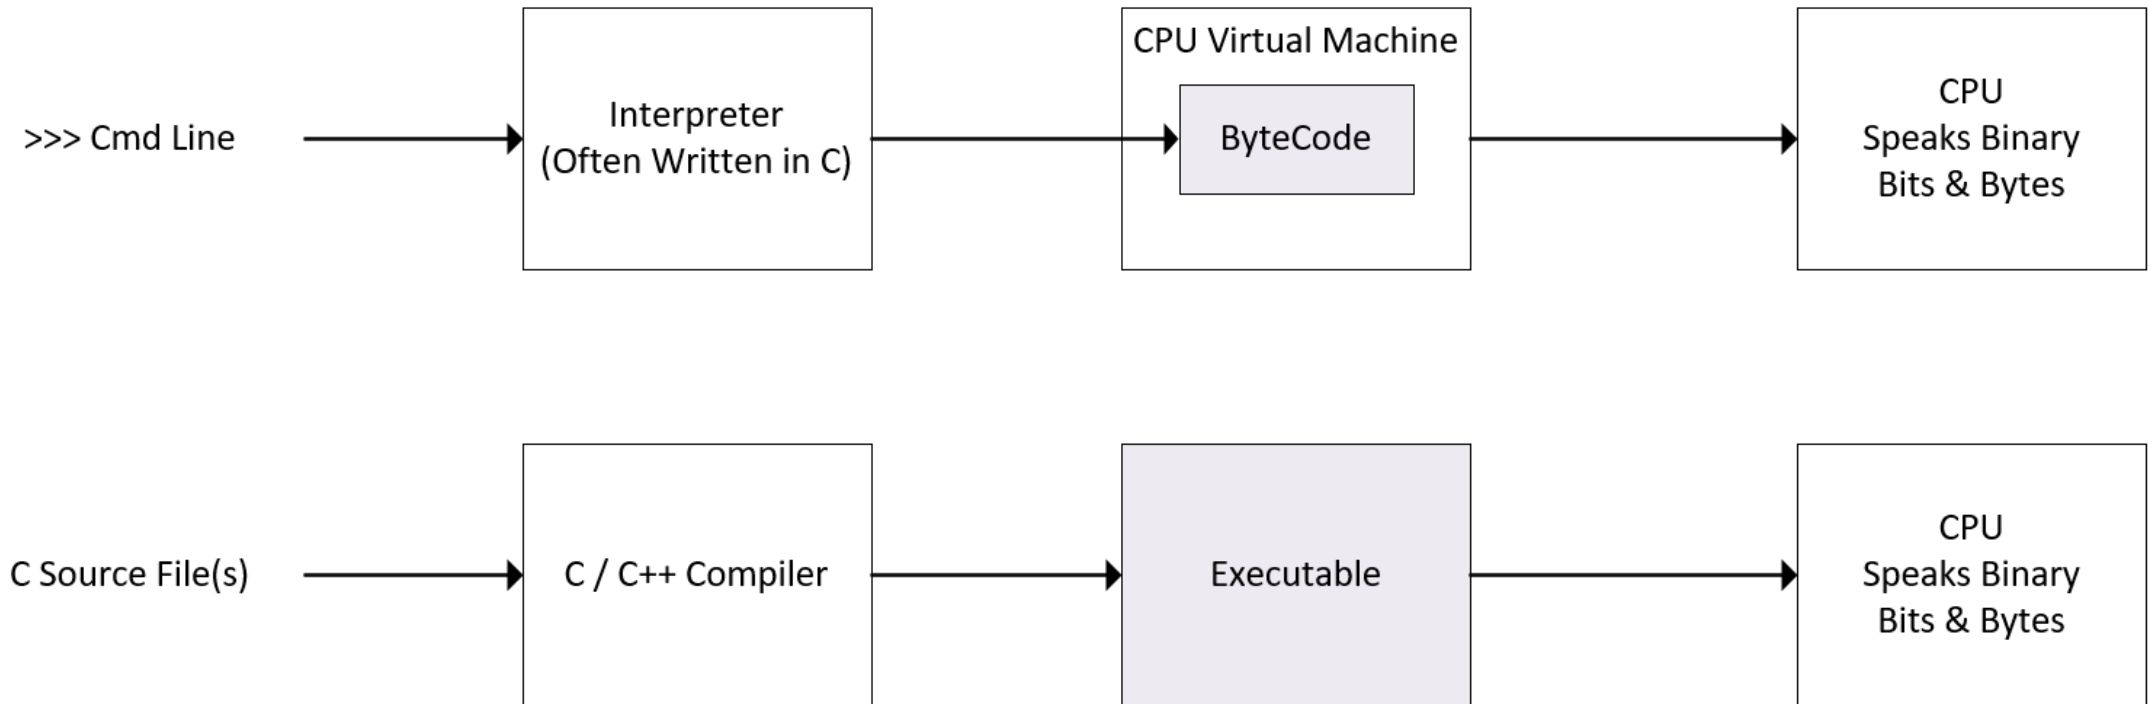 >>> Cmd Line
Interpreter
(Often Written in C)
CPU Virtual Machine
ByteCode
CPU
Speaks Binary
Bits & Bytes
C Source File(s)
C / C++ Compiler
Executable
CPU
Speaks Binary
Bits & Bytes